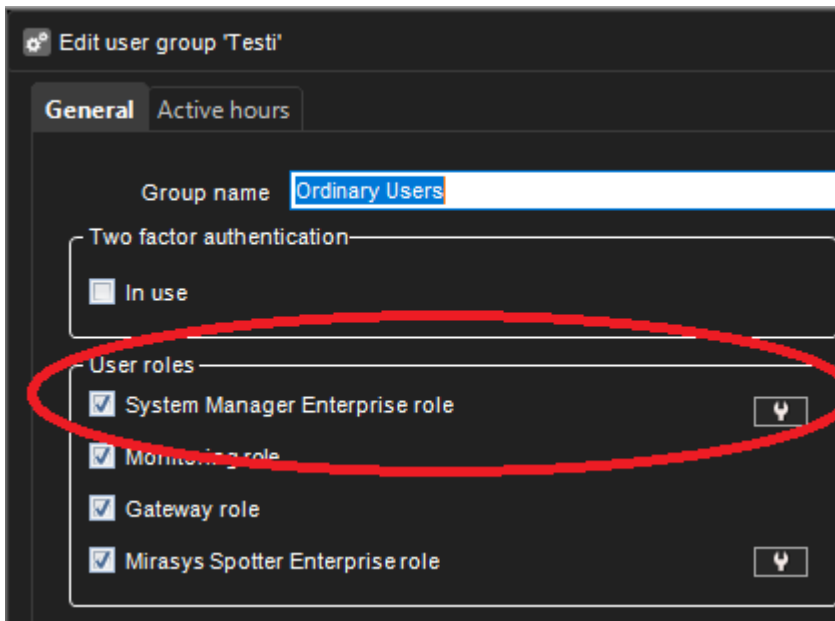 Edit user group 'Testi'
General Active hours
Group name Ordinary Users
Two factor authentication
In use
User roles
System Manager Enterprise role
Monitoring role
Gateway role
Mirasys Spotter Enterprise role